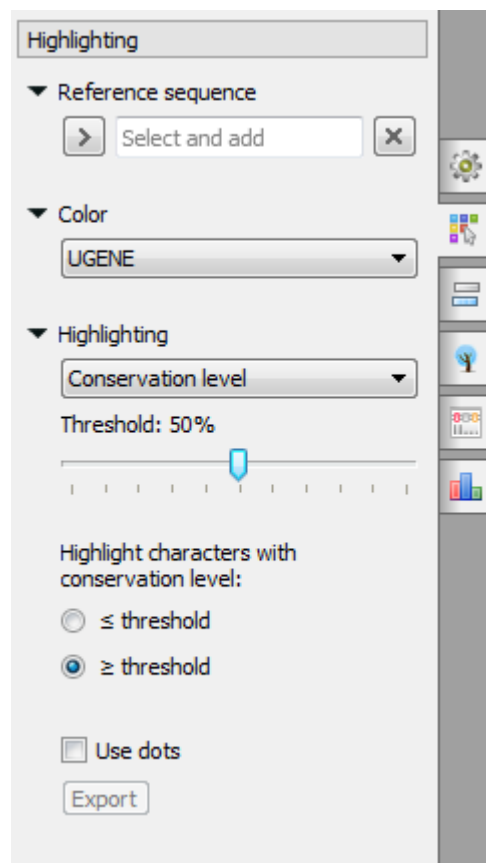 Highlighting
Reference sequence
Select and add
Color
UGENE
Highlighting
Conservation level
Threshold: 50%
Highlight characters with
conservation level:
≤ threshold
≥ threshold
Use dots
Export